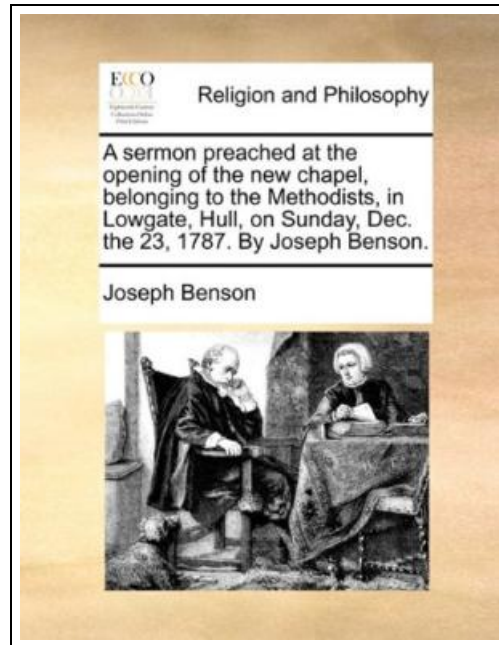 ECCO
Religion and Philosophy
A sermon preached at the
opening of the new chapel,
belonging to the Methodists, in
Lowgate, Hull, on Sunday, Dec.
the 23, 1787. By Joseph Benson.
Joseph Benson